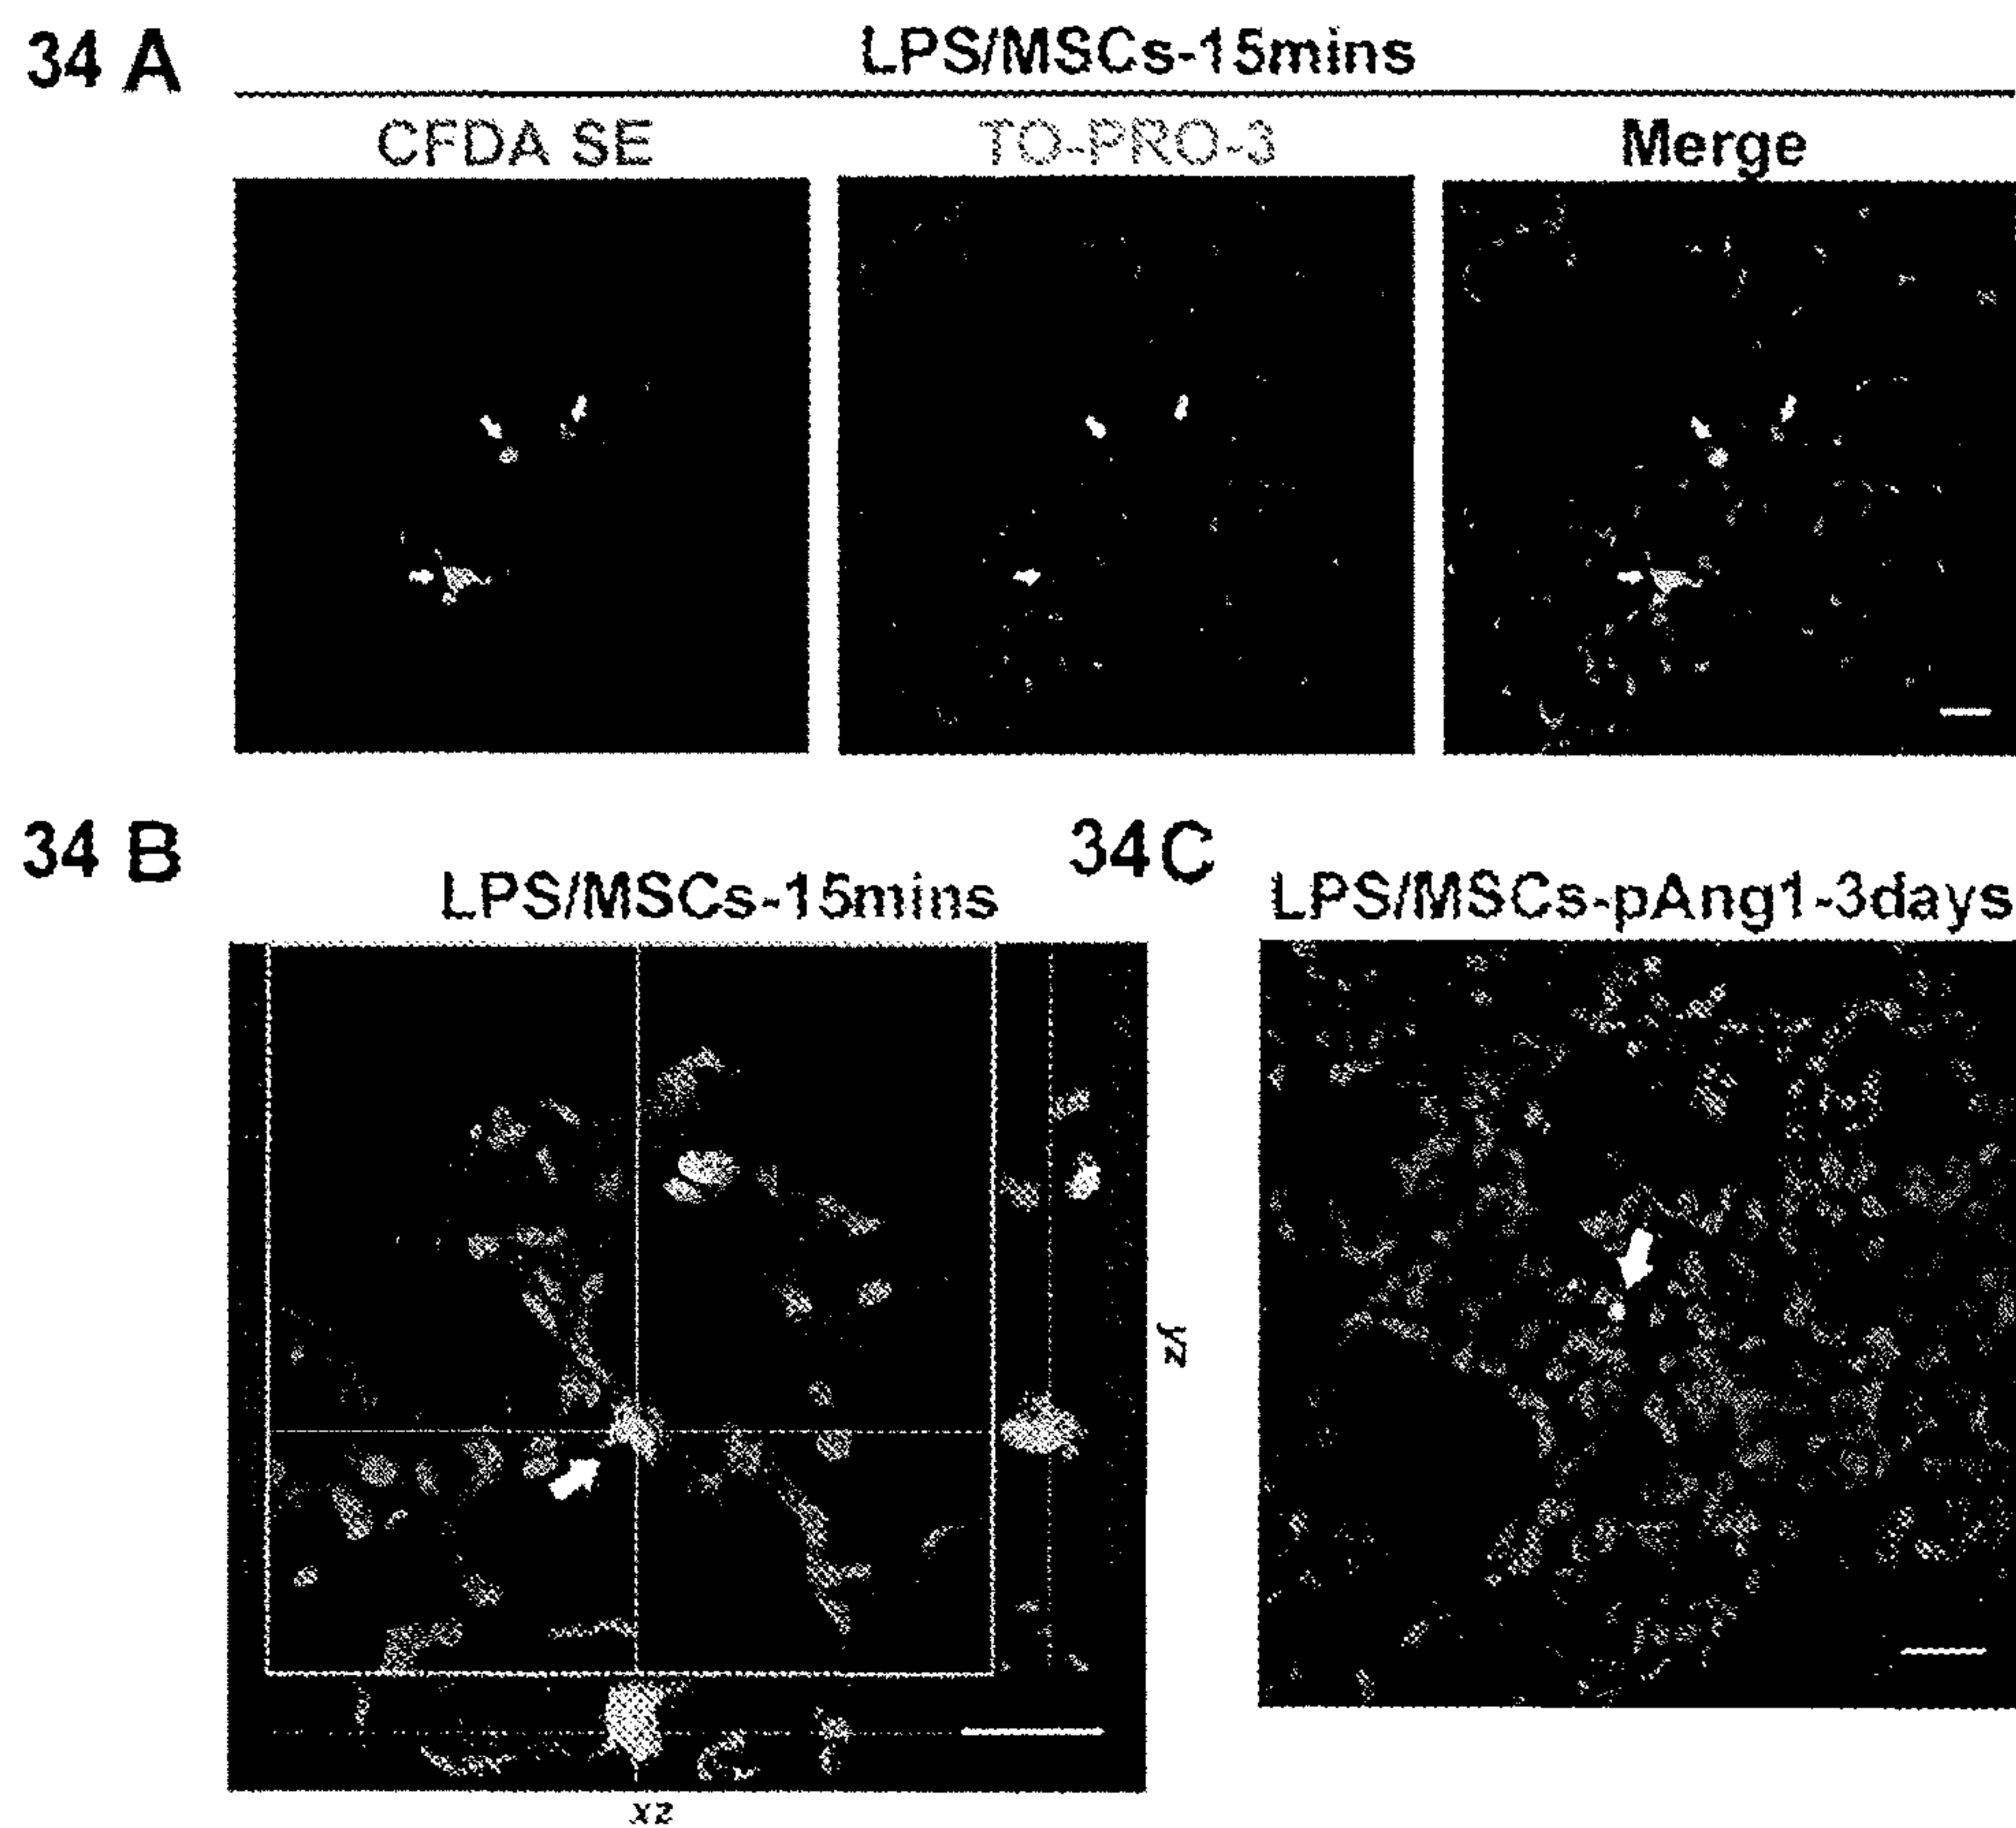 34 A
LPS/MSCs-15mins
CFDA SE
TO-PRO-3
Merge
34 B
LPS/MSCs-15mins
yz
xz
34C
LPS/MSCs-pAng1-3days